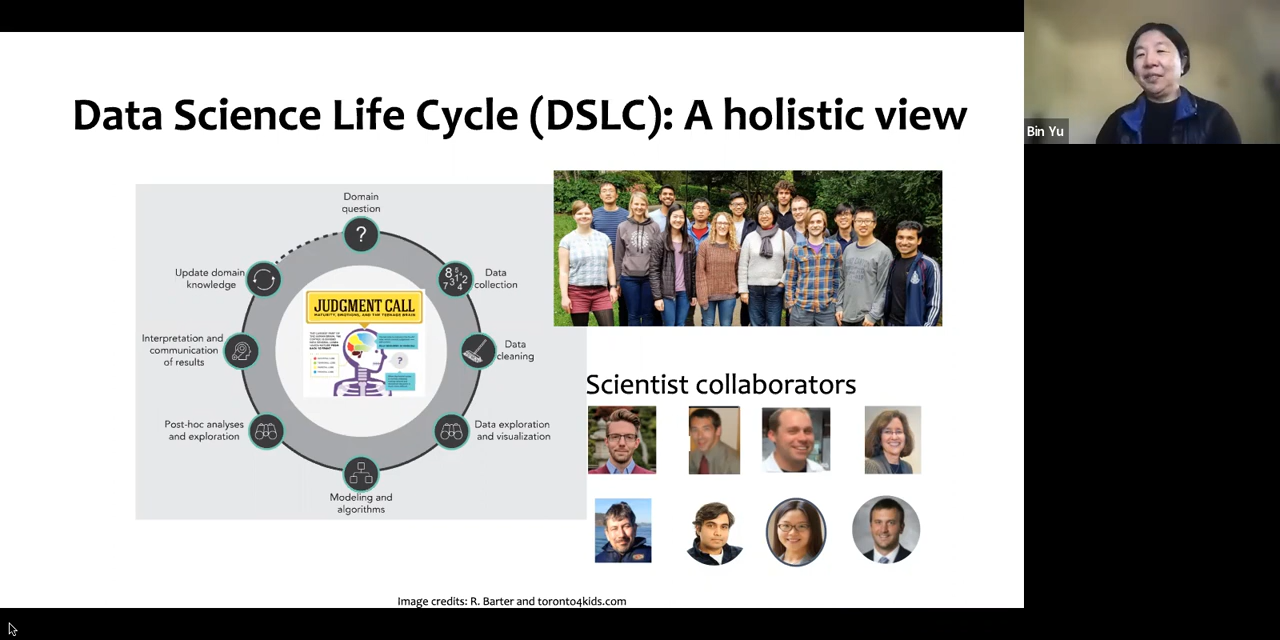 Data Science Life Cycle (DSLC): A holistic view
Bin Yu
Domain
question
?
Data
collection
Data
cleaning
Data exploration
and visualization
Modeling and
algorithms
Post-hoc analyses
and exploration
Interpretation and
communication
of results
Update domain
knowledge
JUDGMENT CALL
MATURITY, EMOTIONS, AND THE TEENAGE BRAIN
?
Scientist collaborators
Image credits: R. Barter and toronto4kids.com